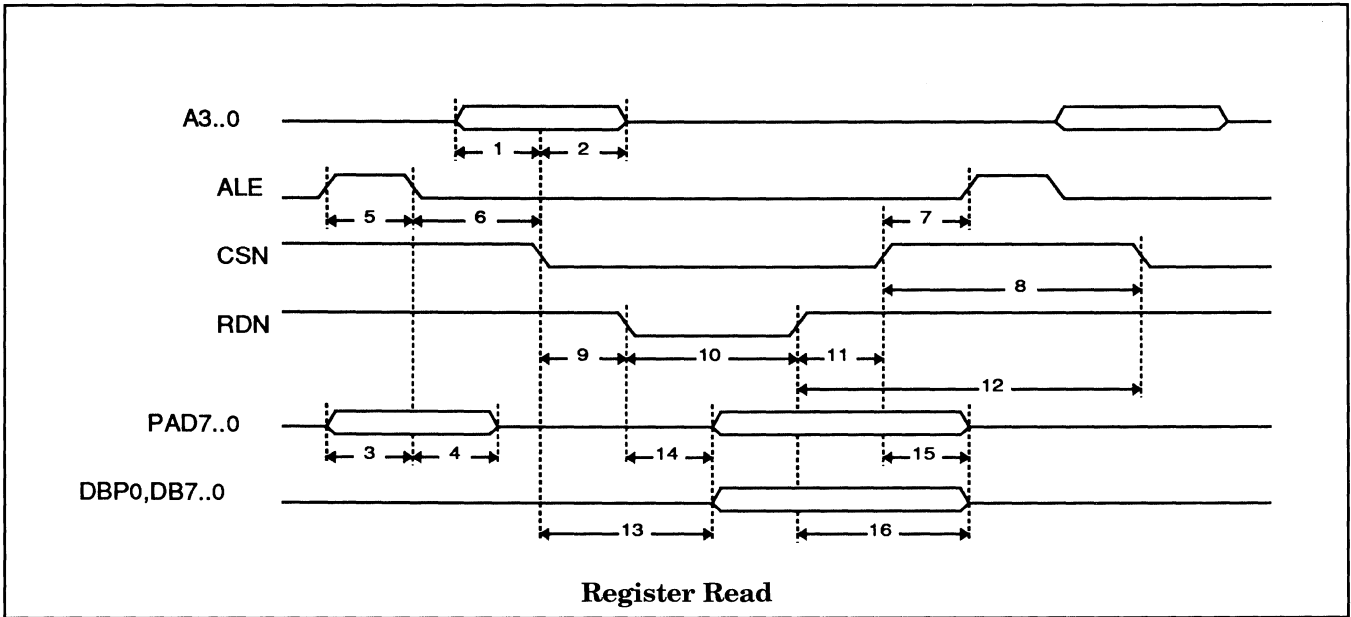 A3..0
1 2
ALE
5 6 7
CSN
8
RDN
9 10 11
12
PAD7..0
3 4 14 15
DBP0,DB7..0
13 16
Register Read